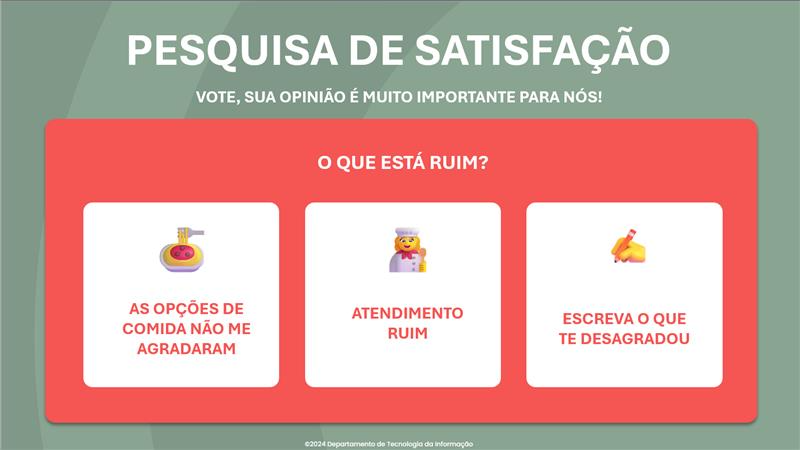 PESQUISA DE SATISFAÇÃO
VOTE, SUA OPINIÃO É MUITO IMPORTANTE PARA NÓS!
O QUE ESTÁ RUIM?
AS OPÇÕES DE
COMIDA NÃO ME
AGRADARAM
ATENDIMENTO
RUIM
ESCREVA O QUE
TE DESAGRADOU
©2024 Departamento de Tecnologia da Informação